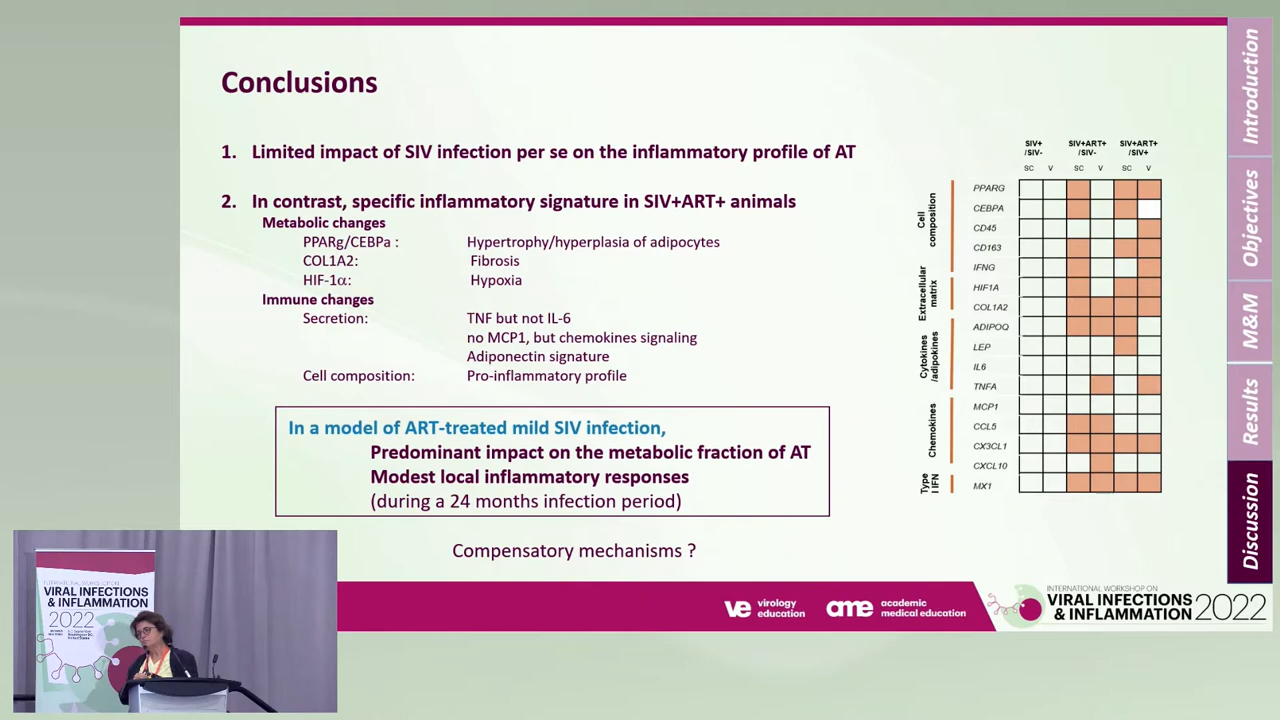 Conclusions
1. Limited impact of SIV infection per se on the inflammatory profile of AT
2. In contrast, specific inflammatory signature in SIV+ART+ animals
Metabolic changes
PPARg/CEBPa : Hypertrophy/hyperplasia of adipocytes
COL1A2: Fibrosis
HIF-1α: Hypoxia
Immune changes
Secretion: TNF but not IL-6
no MCP1, but chemokines signaling
Adiponectin signature
Cell composition: Pro-inflammatory profile
In a model of ART-treated mild SIV infection,
Predominant impact on the metabolic fraction of AT
Modest local inflammatory responses
(during a 24 months infection period)
Compensatory mechanisms ?
SIV+ SIV+ART+ SIV+ART+
/SIV- /SIV- /SIV+
SC V SC V SC V
Cell
composition
Extracellular
matrix
Cytokines
/adipokines
Chemokines
Type
I IFN
PPARG
CEBPA
CD45
CD163
IFNG
HIF1A
COL1A2
ADIPOQ
LEP
IL6
TNFA
MCP1
CCL5
CX3CL1
CXCL10
MX1
Introduction
Objectives
M&M
Results
Discussion
INTERNATIONAL WORKSHOP ON
VIRAL INFECTIONS
& INFLAMMATION
2022
ve virology
education
ame academic
medical education
INTERNATIONAL WORKSHOP ON
VIRAL INFECTIONS
& INFLAMMATION 2022